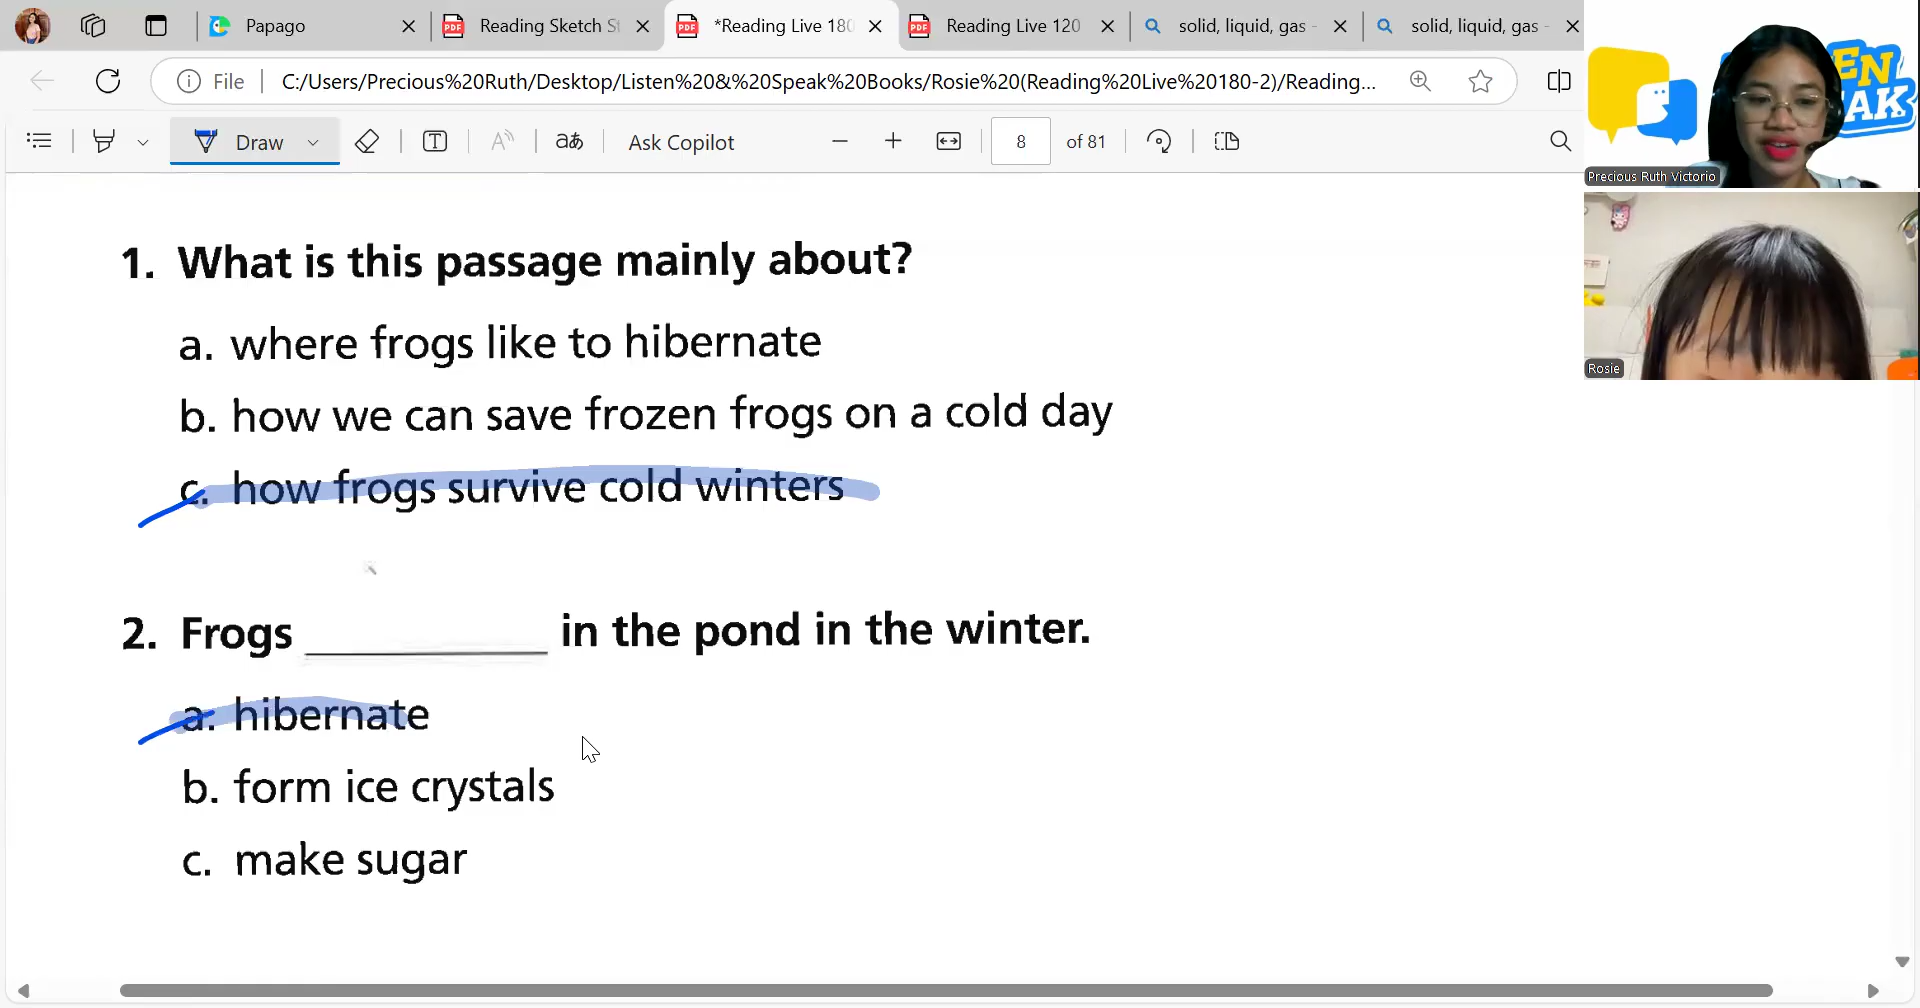 Papago
Reading Sketch St
*Reading Live 180
Reading Live 120
solid, liquid, gas -
solid, liquid, gas -
File
C:/Users/Precious%20Ruth/Desktop/Listen%20&%20Speak%20Books/Rosie%20(Reading%20Live%20180-2)/Reading...
Draw
Ask Copilot
8
of 81
EN
AK
Precious Ruth Victorio
Rosie
1. What is this passage mainly about?
a. where frogs like to hibernate
b. how we can save frozen frogs on a cold day
c. how frogs survive cold winters
2. Frogs __________ in the pond in the winter.
a. hibernate
b. form ice crystals
c. make sugar